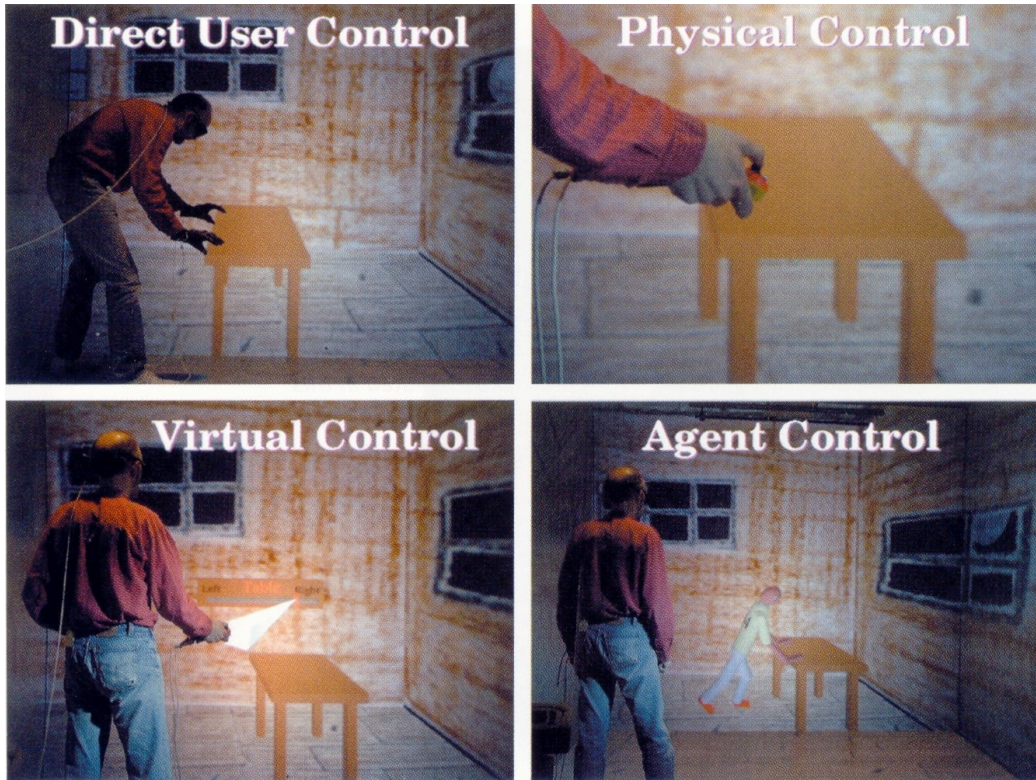 Direct User Control
Physical Control
Virtual Control
Left
Right
Agent Control